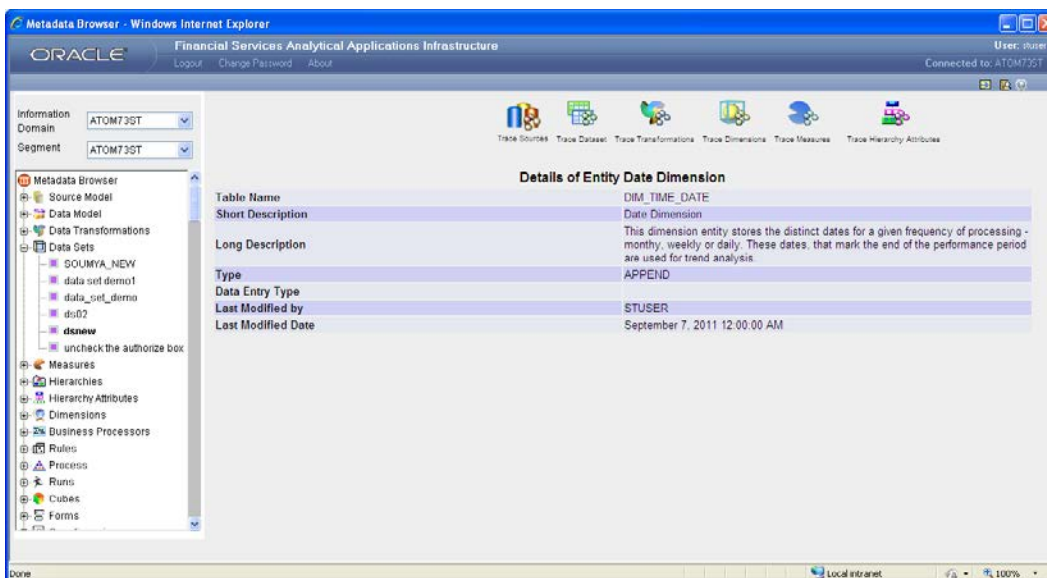 Metadata Browser - Windows Internet Explorer
ORACLE
Financial Services Analytical Applications Infrastructure
User: stuser
Logout Change Password About
Connected to: ATOM73ST
Information Domain
ATOM73ST
Segment
ATOM73ST
Trace Sources Trace Dataset Trace Transformations Trace Dimensions Trace Measures Trace Hierarchy Attributes
Metadata Browser
Source Model
Data Model
Data Transformations
Data Sets
SOUMYA_NEW
data set demo1
data_set_demo
ds02
dsnew
uncheck the authorize box
Measures
Hierarchies
Hierarchy Attributes
Dimensions
Business Processors
Rules
Process
Runs
Cubes
Forms
Details of Entity Date Dimension
Table Name DIM_TIME_DATE
Short Description Date Dimension
Long Description This dimension entity stores the distinct dates for a given frequency of processing -
monthy, weekly or daily. These dates, that mark the end of the performance period
are used for trend analysis.
Type APPEND
Data Entry Type
Last Modified by STUSER
Last Modified Date September 7, 2011 12:00:00 AM
Done
Local intranet
100%